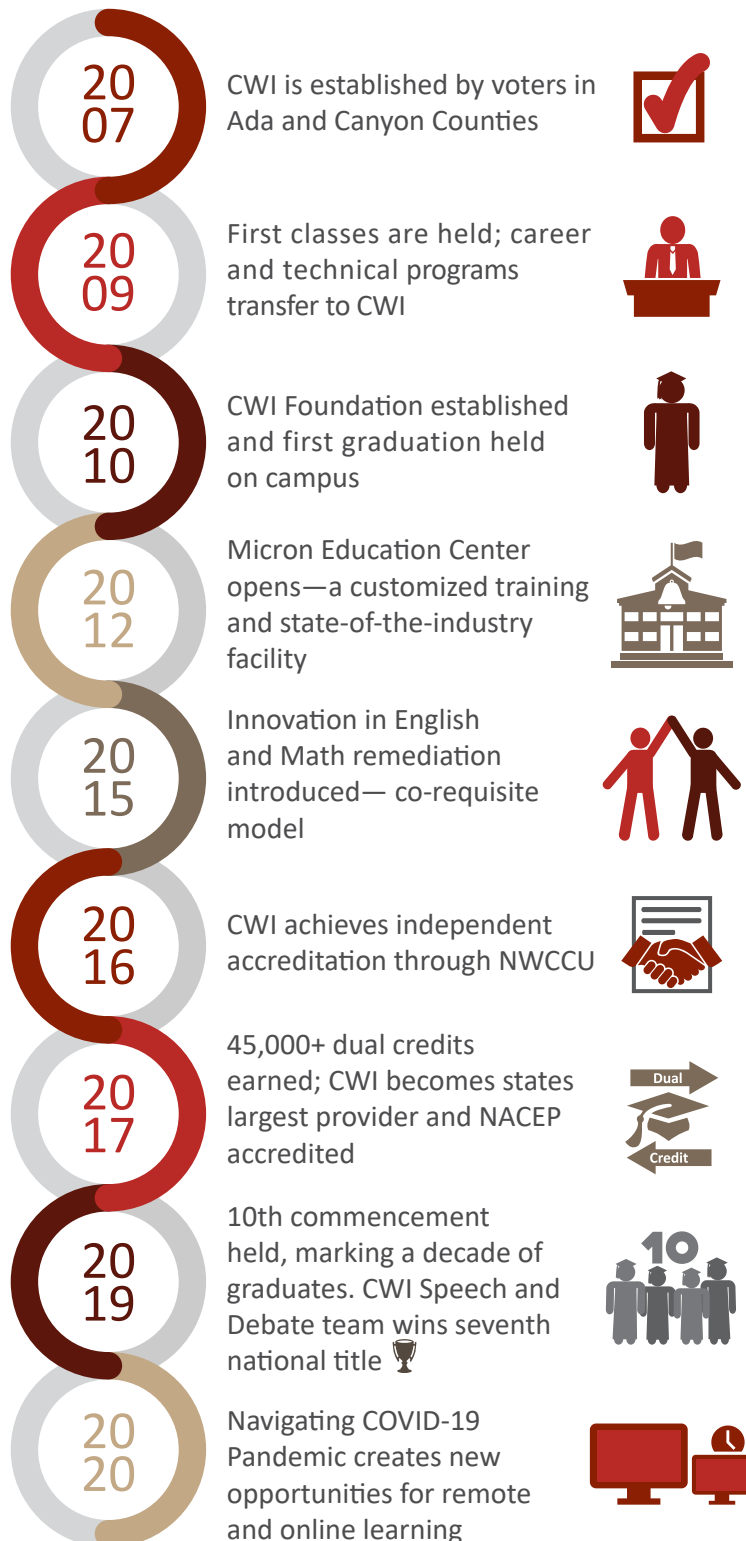 20
07
CWI is established by voters in
Ada and Canyon Counties
20
09
First classes are held; career
and technical programs
transfer to CWI
20
10
CWI Foundation established
and first graduation held
on campus
20
12
Micron Education Center
opens—a customized training
and state-of-the-industry
facility
20
15
Innovation in English
and Math remediation
introduced— co-requisite
model
20
16
CWI achieves independent
accreditation through NWCCU
20
17
45,000+ dual credits
earned; CWI becomes states
largest provider and NACEP
accredited
Dual
Credit
20
19
10th commencement
held, marking a decade of
graduates. CWI Speech and
Debate team wins seventh
national title
10
20
20
Navigating COVID-19
Pandemic creates new
opportunities for remote
and online learning